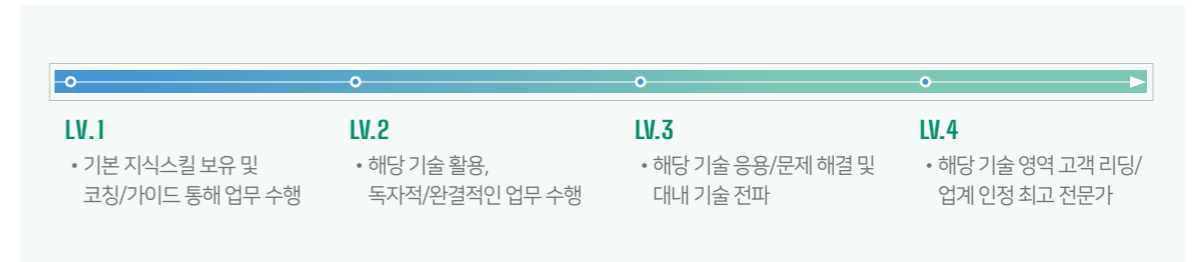 LV.1
• 기본 지식스킬 보유 및
코칭/가이드 통해 업무 수행
LV.2
• 해당 기술 활용,
독자적/완결적인 업무 수행
LV.3
• 해당 기술 응용/문제 해결 및
대내 기술 전파
LV.4
• 해당 기술 영역 고객 리딩/
업계 인정 최고 전문가